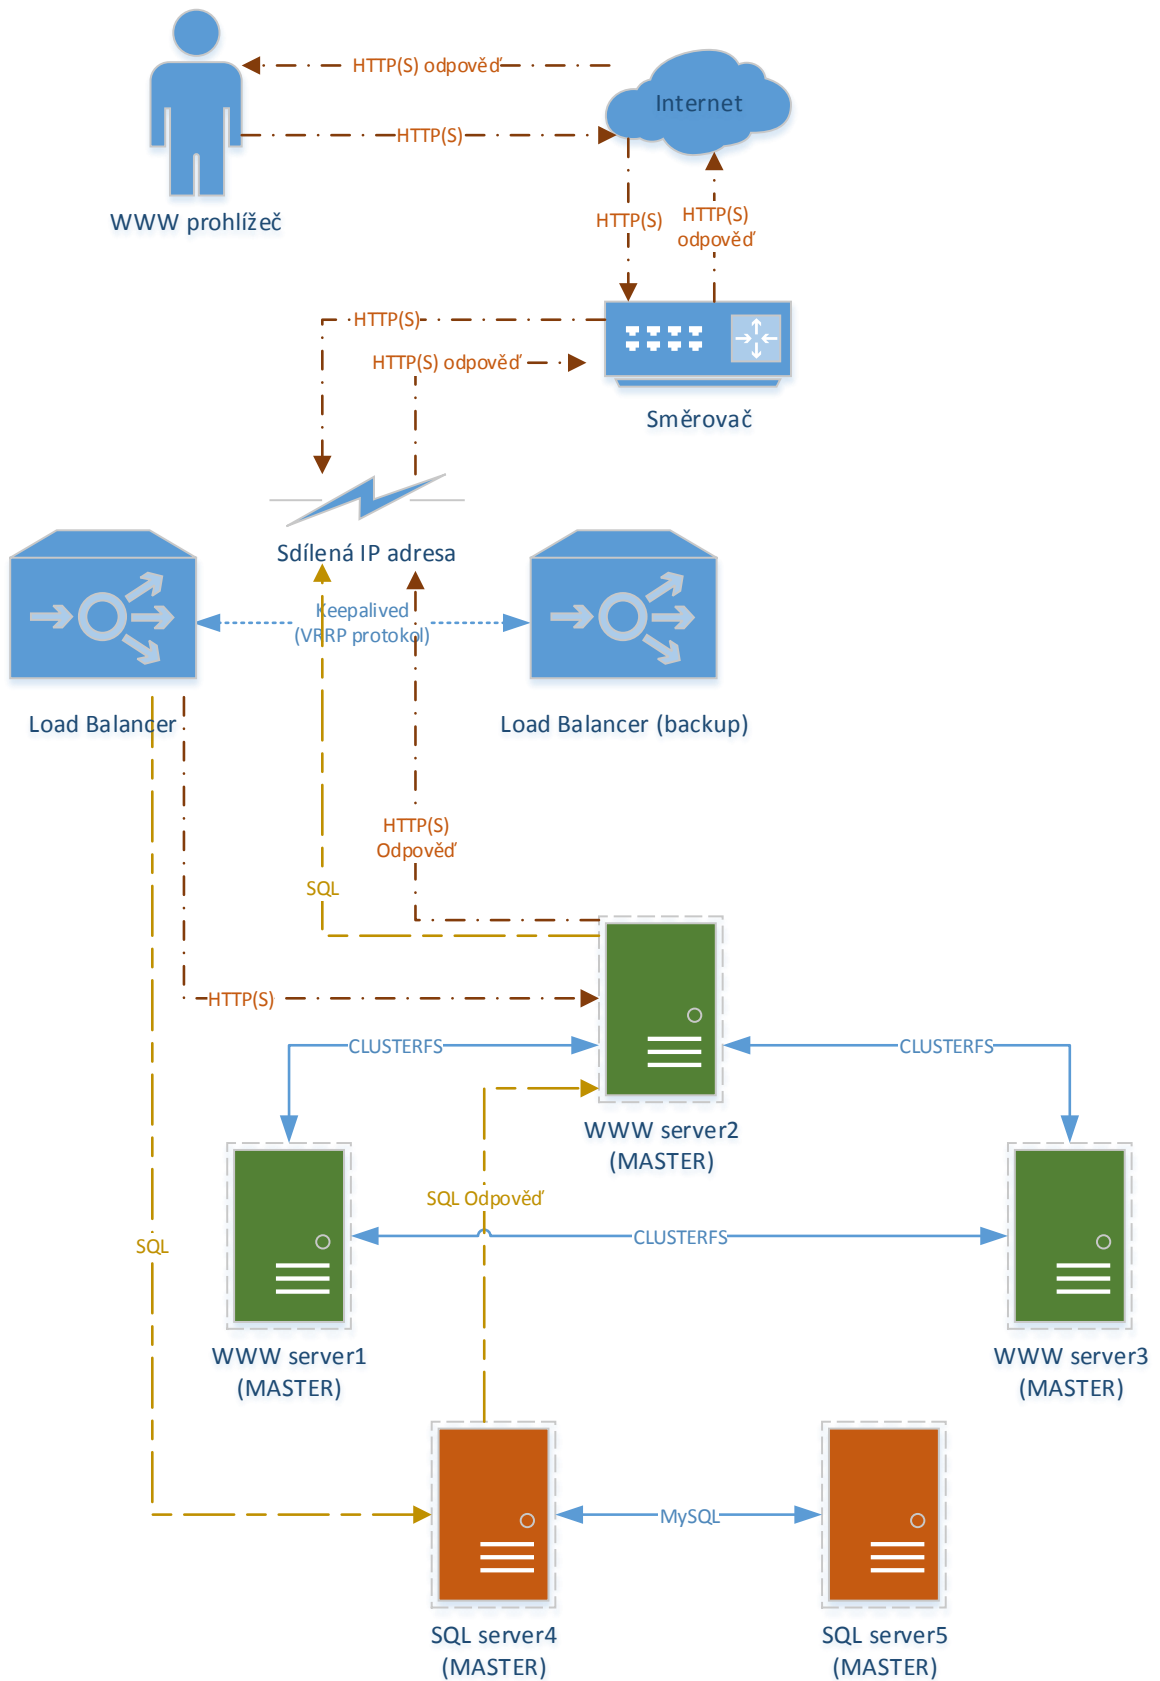 HTTP(S) odpověď
Internet
HTTP(S)
WWW prohlížeč
HTTP(S)
HTTP(S)
odpověď
HTTP(S)
HTTP(S) odpověď
Směrovač
Sdílená IP adresa
Keepalived
(VRRP protokol)
Load Balancer
Load Balancer (backup)
HTTP(S)
Odpověď
SQL
HTTP(S)
CLUSTERFS
CLUSTERFS
WWW server2
(MASTER)
SQL Odpověď
SQL
CLUSTERFS
WWW server1
(MASTER)
WWW server3
(MASTER)
MySQL
SQL server4
(MASTER)
SQL server5
(MASTER)